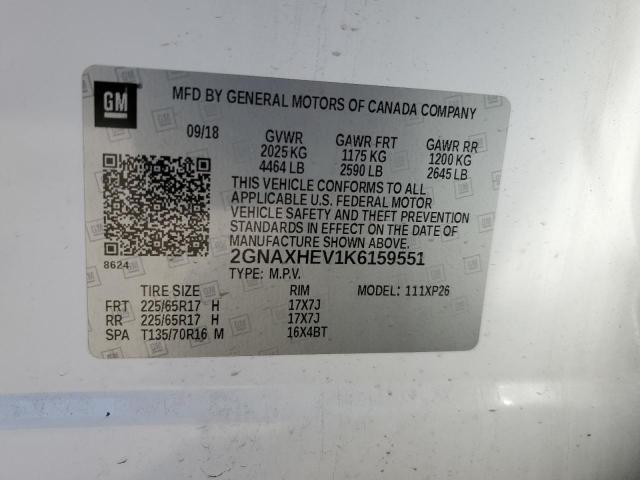 GM
MFD BY GENERAL MOTORS OF CANADA COMPANY
09/18 GVWR GAWR FRT GAWR RR
2025 KG 1175 KG 1200 KG
4464 LB 2590 LB 2645 LB
THIS VEHICLE CONFORMS TO ALL
APPLICABLE U.S. FEDERAL MOTOR
VEHICLE SAFETY AND THEFT PREVENTION
STANDARDS IN EFFECT ON THE DATE OF
MANUFACTURE SHOWN ABOVE.
8624 2GNAXHEV1K6159551
TYPE: M.P.V.
TIRE SIZE RIM MODEL: 111XP26
FRT 225/65R17 H 17X7J
RR 225/65R17 H 17X7J
SPA T135/70R16 M 16X4BT